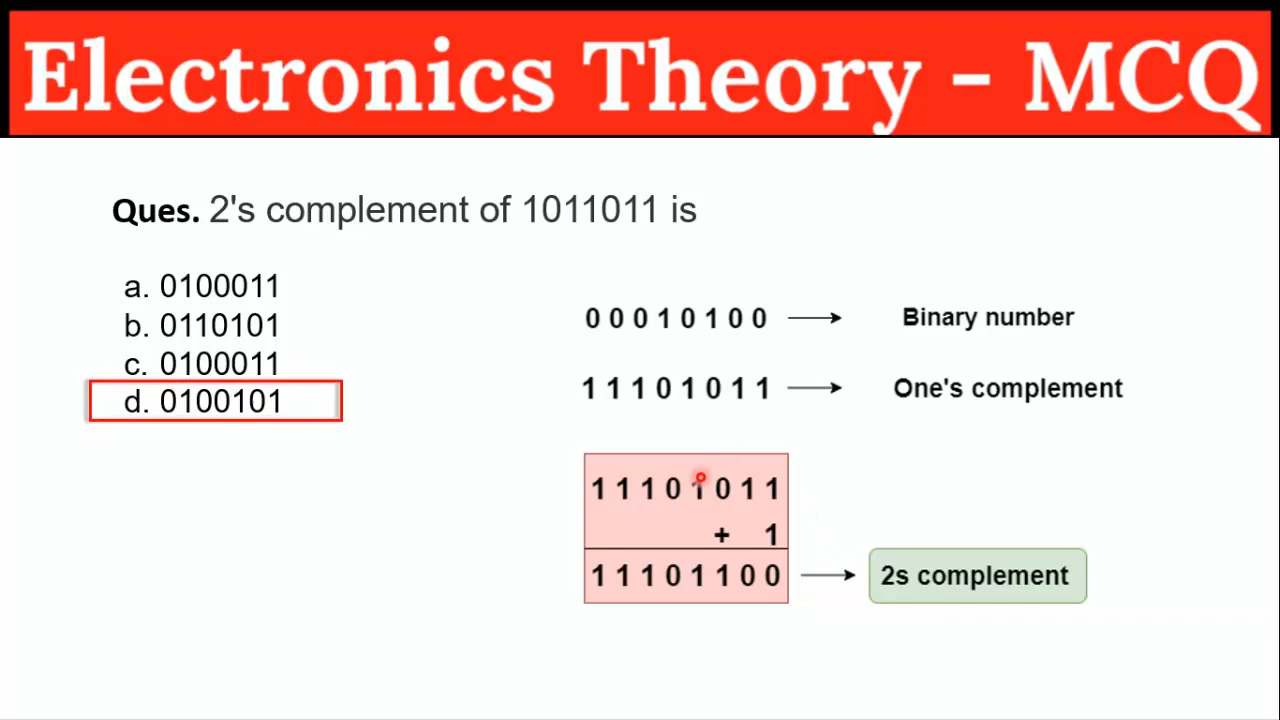 Electronics Theory - MCQ
Ques. 2's complement of 1011011 is
a. 0100011
b. 0110101
c. 0100011
d. 0100101
0 0 0 1 0 1 0 0 Binary number
1 1 1 0 1 0 1 1 One's complement
1 1 1 0 1 0 1 1
+ 1
1 1 1 0 1 1 0 0 2s complement